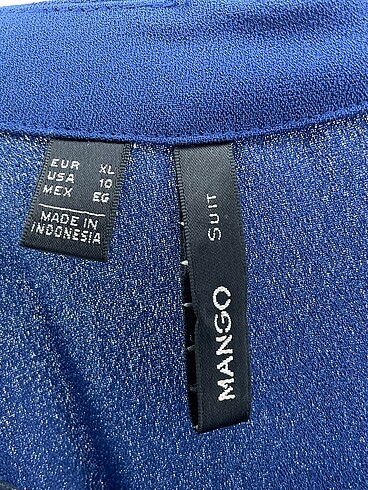 EUR XL
USA 10
MEX EG
MADE IN
INDONESIA
MANGO SUIT